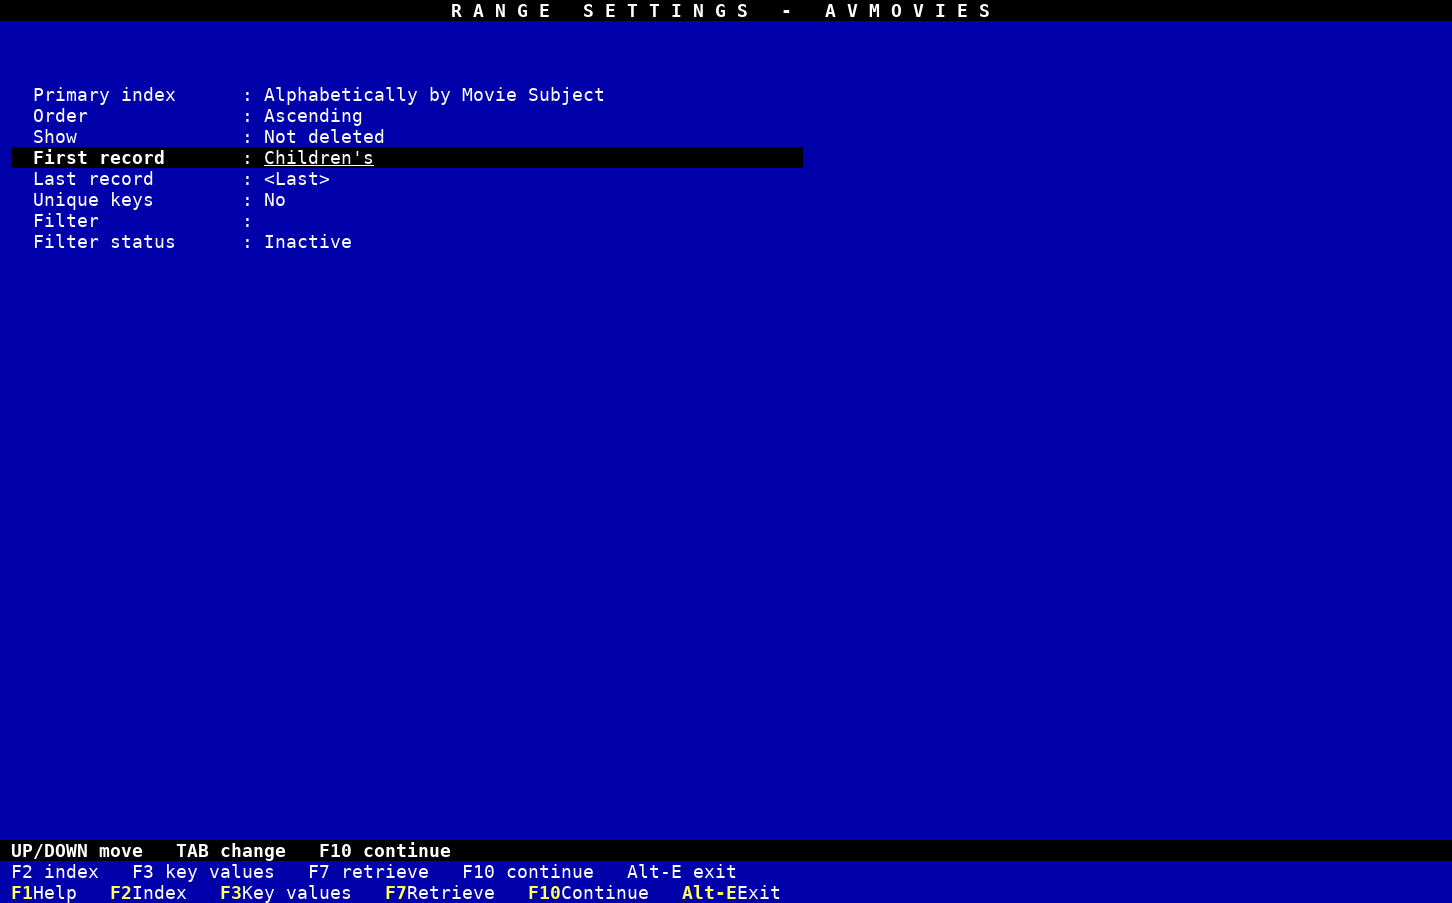 R A N G E   S E T T I N G S   -   A V M O V I E S
Primary index      : Alphabetically by Movie Subject
Order              : Ascending
Show               : Not deleted
First record       : Children's
Last record        : <Last>
Unique keys        : No
Filter             :
Filter status      : Inactive
UP/DOWN move   TAB change   F10 continue
F2 index   F3 key values   F7 retrieve   F10 continue   Alt-E exit
F1Help   F2Index   F3Key values   F7Retrieve   F10Continue   Alt-EExit